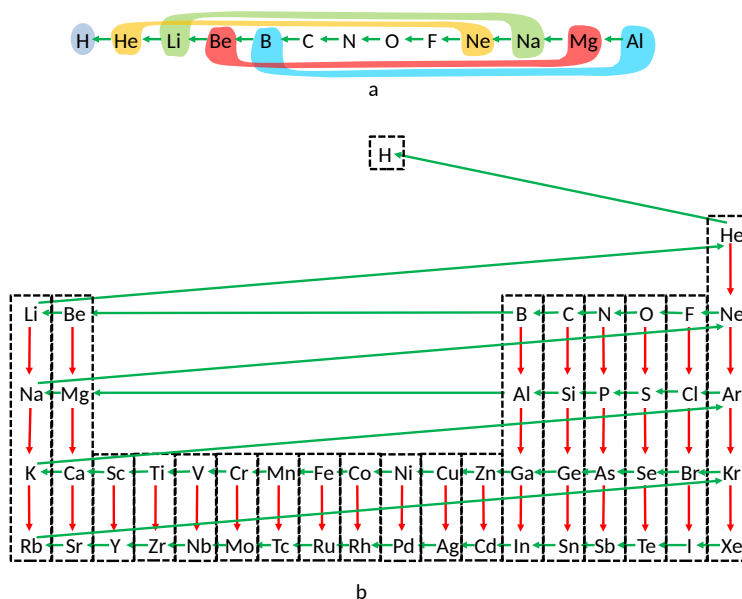 H He Li Be B C N O F Ne Na Mg Al
a
H
He
Li Be B C N O F Ne
Na Mg Al Si P S Cl Ar
K Ca Sc Ti V Cr Mn Fe Co Ni Cu Zn Ga Ge As Se Br Kr
Rb Sr Y Zr Nb Mo Tc Ru Rh Pd Ag Cd In Sn Sb Te I Xe
b